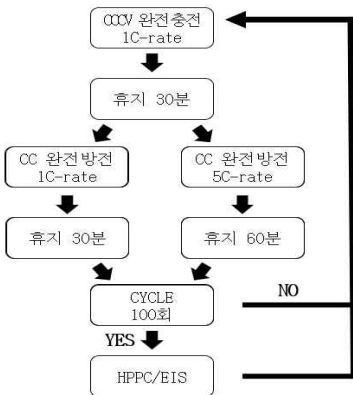 CCCV 완전충전
1C-rate
휴지 30분
CC 완전방전
1C-rate
CC 완전방전
5C-rate
휴지 30분
휴지 60분
CYCLE
100회
NO
YES
HPPC/EIS